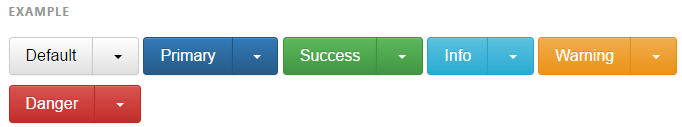 EXAMPLE
Default Primary Success Info Warning
Danger